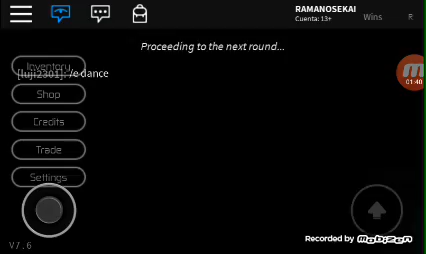 RAMANOSEKAI
Cuenta: 13+
Wins
R
Proceeding to the next round...
Inventory
[luji2301]: /e dance
01:40
Shop
Credits
Trade
Settings
V7.6
Recorded by mobizen